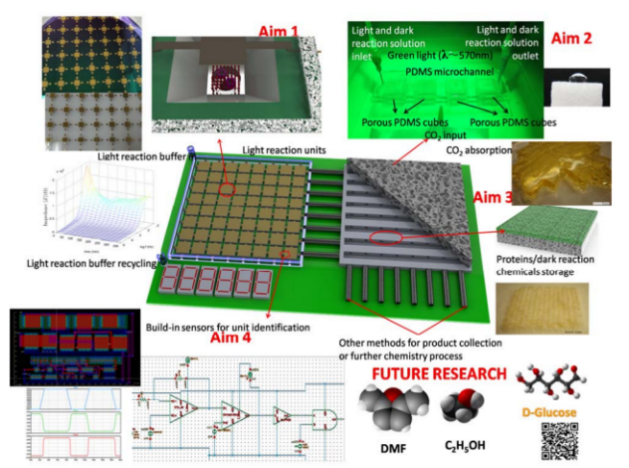 Aim 1
Light and dark
reaction solution
inlet
Light and dark
reaction solution
outlet
Green light (λ~570nm)
PDMS microchannel
Aim 2
Porous PDMS cubes
Porous PDMS cubes
CO₂ input
Light reaction buffer
Light reaction units
CO₂ absorption
Aim 3
Proteins/dark reaction
chemicals storage
Light reaction buffer recycling
Build-in sensors for unit identification
Aim 4
Other methods for product collection
or further chemistry process
FUTURE RESEARCH
D-Glucose
DMF
C₂H₅OH